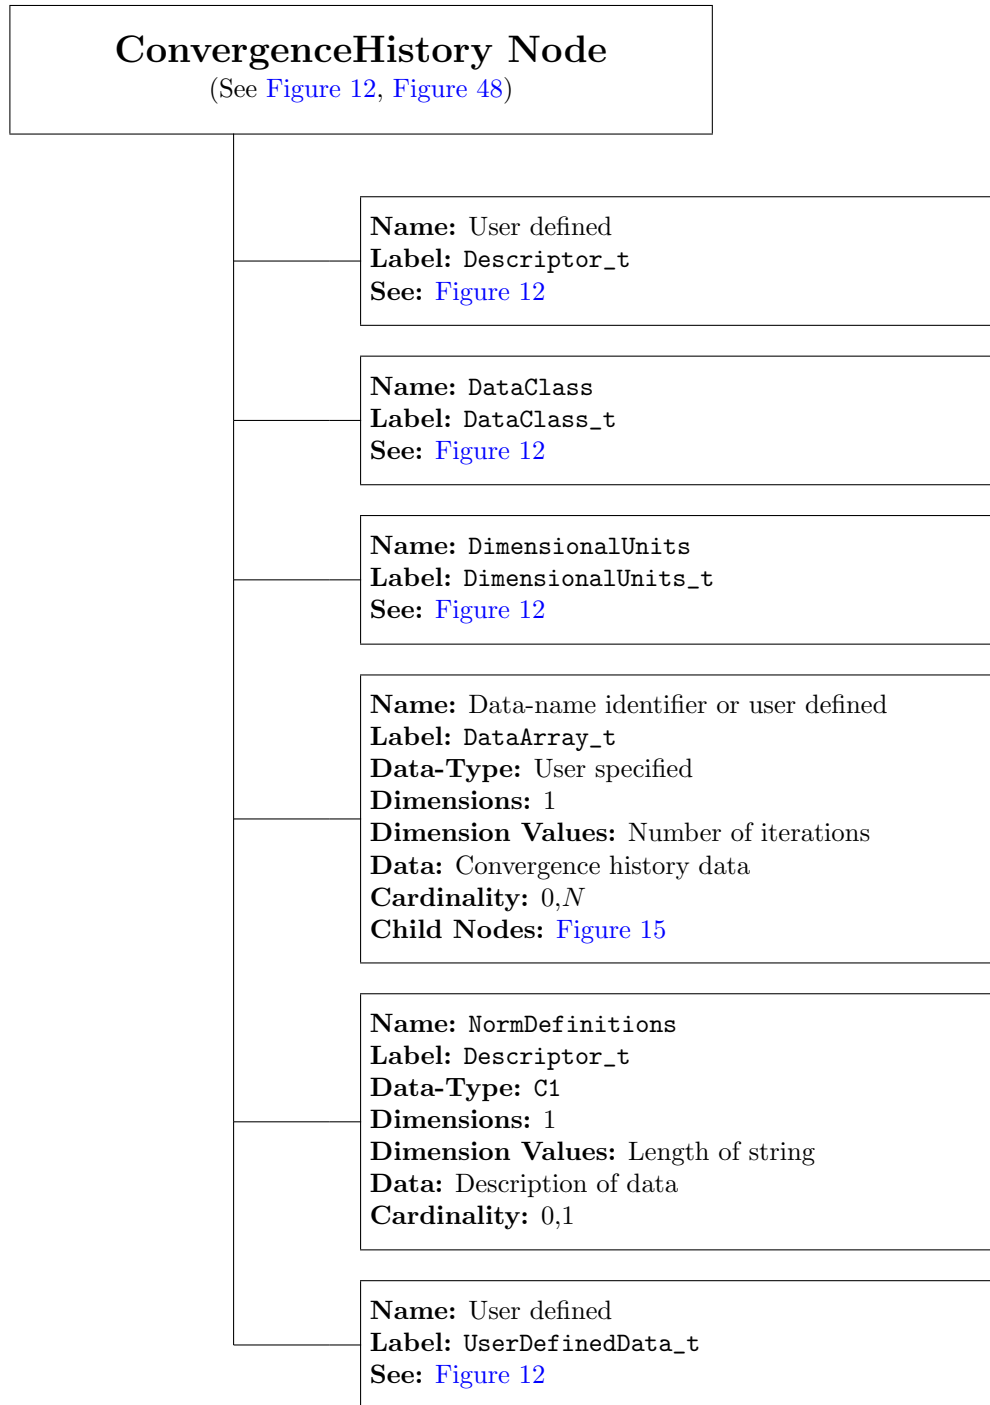 ConvergenceHistory Node
(See Figure 12, Figure 48)
Name: User defined
Label: Descriptor_t
See: Figure 12
Name: DataClass
Label: DataClass_t
See: Figure 12
Name: DimensionalUnits
Label: DimensionalUnits_t
See: Figure 12
Name: Data-name identifier or user defined
Label: DataArray_t
Data-Type: User specified
Dimensions: 1
Dimension Values: Number of iterations
Data: Convergence history data
Cardinality: 0,N
Child Nodes: Figure 15
Name: NormDefinitions
Label: Descriptor_t
Data-Type: C1
Dimensions: 1
Dimension Values: Length of string
Data: Description of data
Cardinality: 0,1
Name: User defined
Label: UserDefinedData_t
See: Figure 12